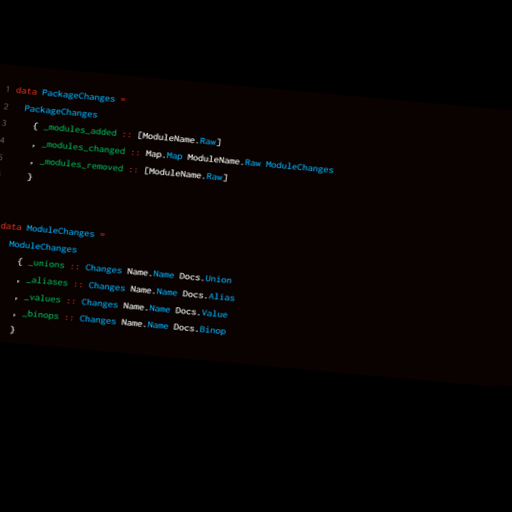 1 data PackageChanges =
2 PackageChanges
3 { _modules_added :: [ModuleName.Raw]
4 , _modules_changed :: Map.Map ModuleName.Raw ModuleChanges
5 , _modules_removed :: [ModuleName.Raw]
}
data ModuleChanges =
ModuleChanges
{ _unions :: Changes Name.Name Docs.Union
, _aliases :: Changes Name.Name Docs.Alias
, _values :: Changes Name.Name Docs.Value
, _binops :: Changes Name.Name Docs.Binop
}